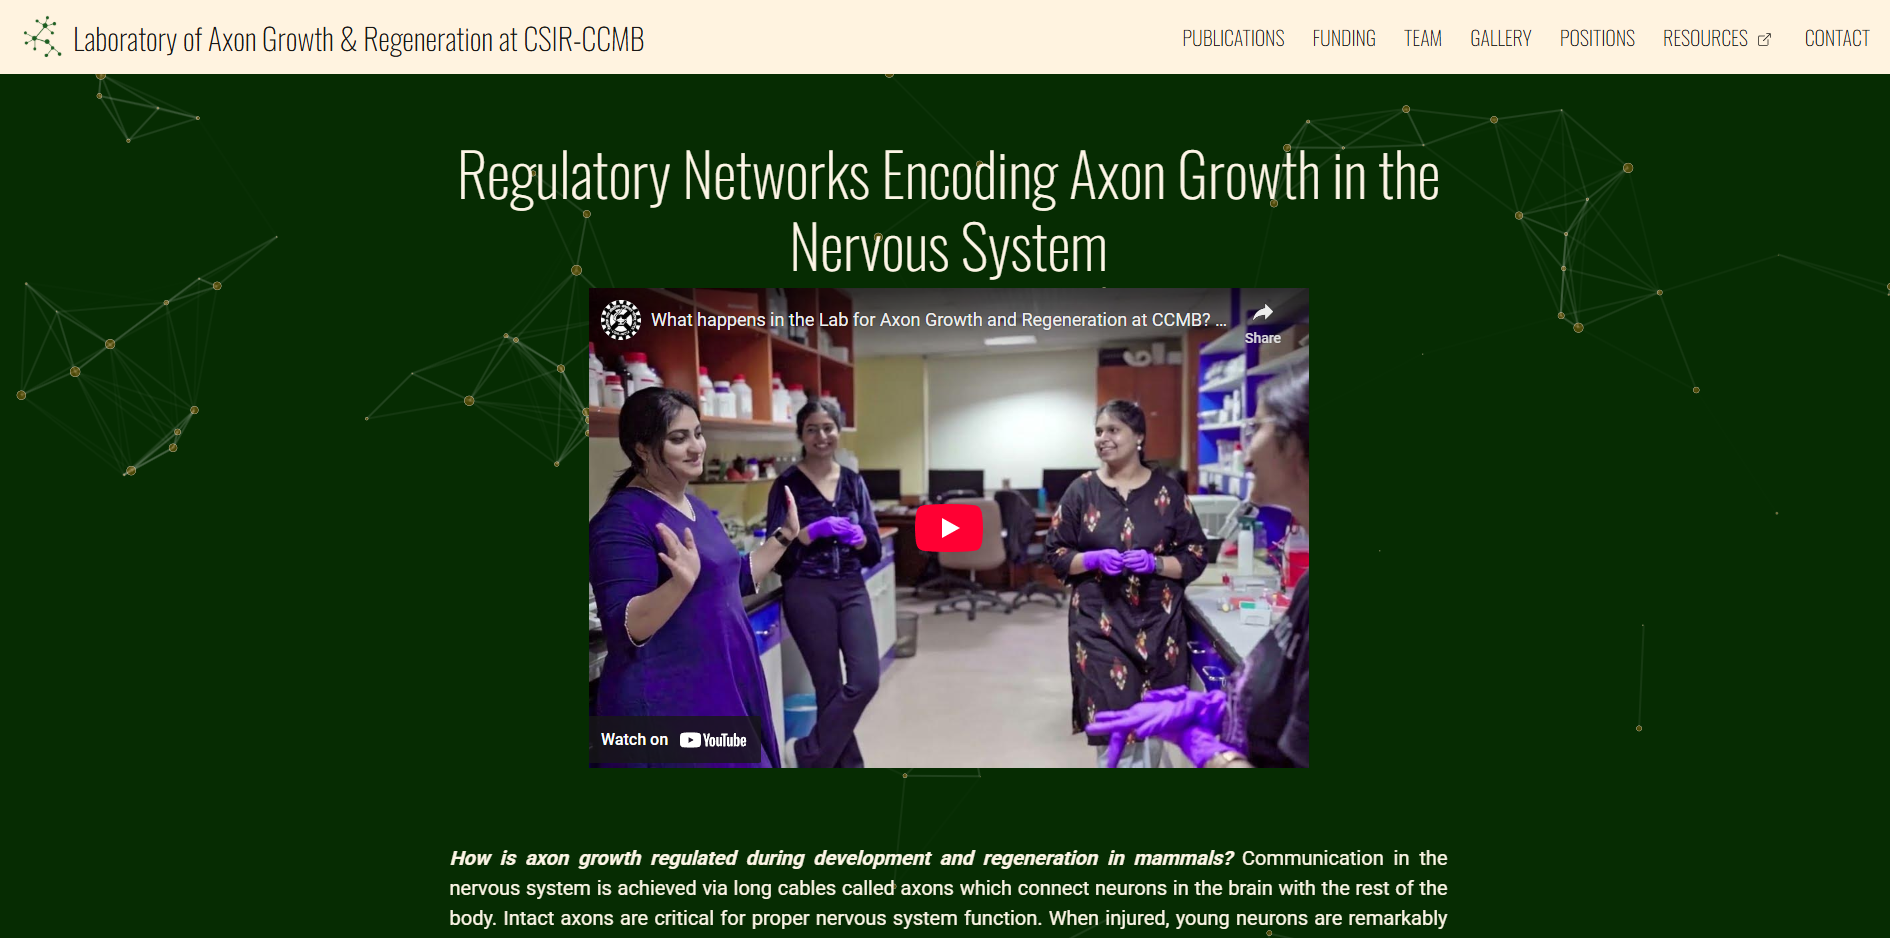 Laboratory of Axon Growth & Regeneration at CSIR-CCMB
PUBLICATIONS FUNDING TEAM GALLERY POSITIONS RESOURCES CONTACT
Regulatory Networks Encoding Axon Growth in the
Nervous System
What happens in the Lab for Axon Growth and Regeneration at CCMB? ...
Share
Watch on YouTube
How is axon growth regulated during development and regeneration in mammals? Communication in the
nervous system is achieved via long cables called axons which connect neurons in the brain with the rest of the
body. Intact axons are critical for proper nervous system function. When injured, young neurons are remarkably